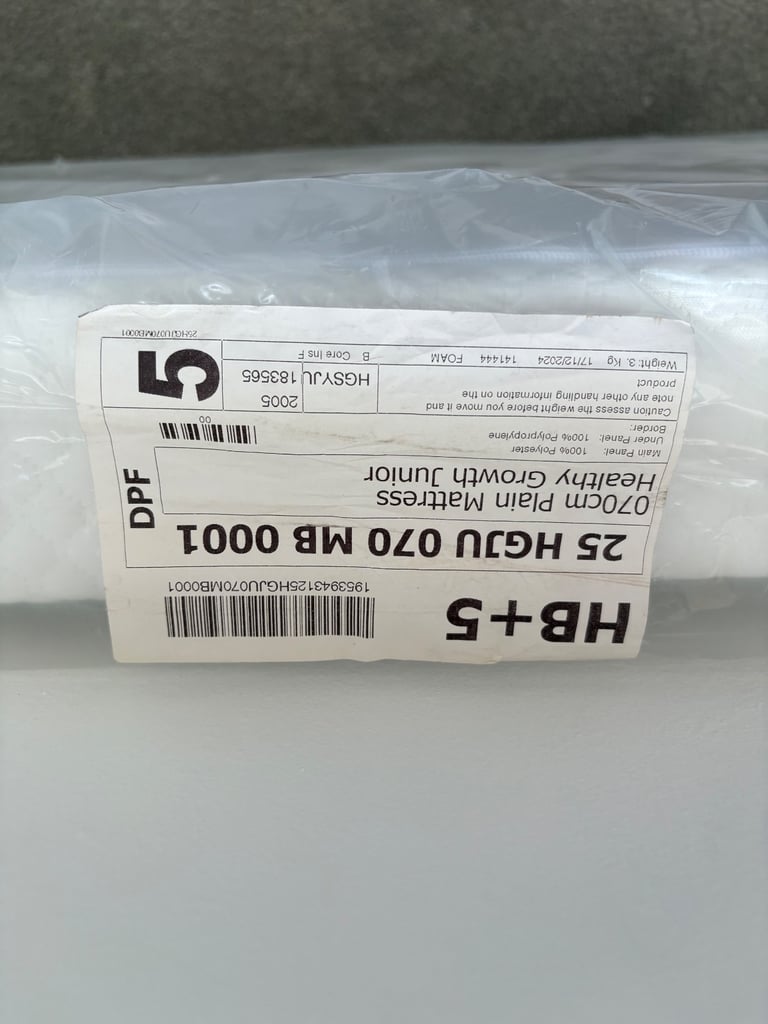 HB+5
1953943125HGJU070MB0001
25 HGJU 070 MB 0001
070cm Plain Mattress
Healthy Growth Junior
DPF
Main Panel: 100% Polyester
Under Panel: 100% Polypropylene
Border:
00
Caution assess the weight before you move it and
note any other handling information on the
product
2005
HGSYJU 183565
5
Weight: 3. Kg 17/12/2024 141444 FOAM B Core Ins F
25HGJU070MB0001